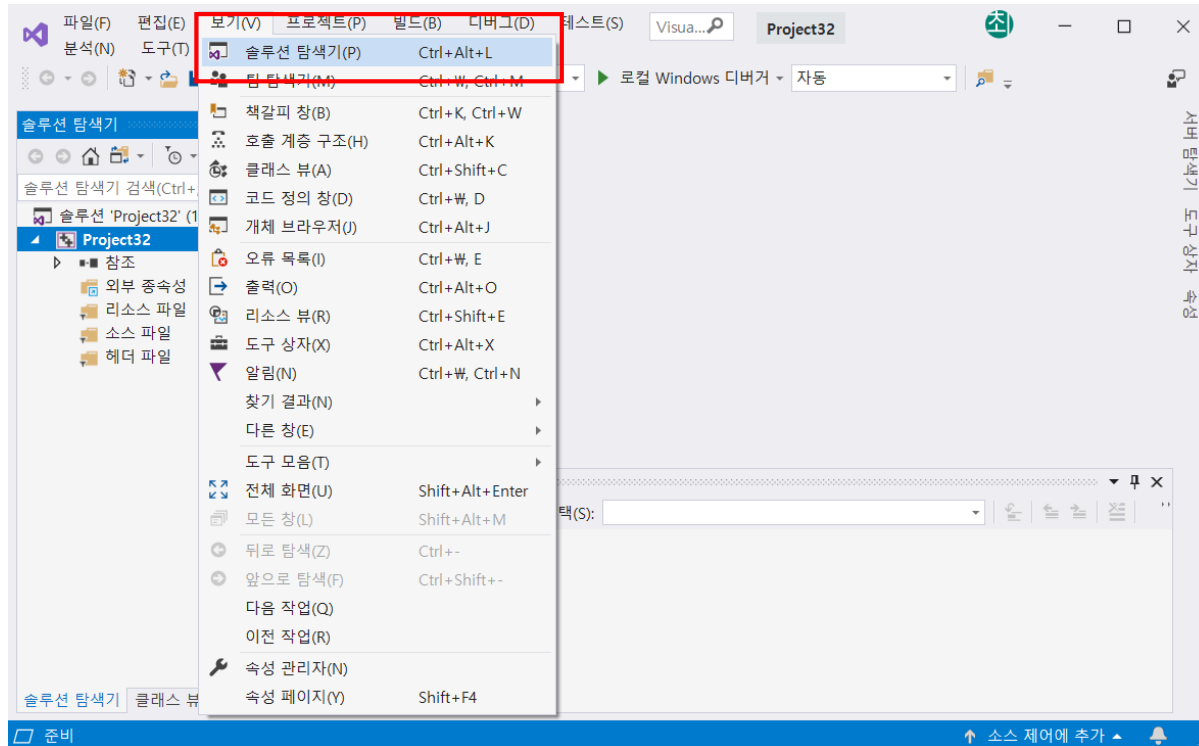 파일(F) 편집(E) 보기(V) 프로젝트(P) 빌드(B) 디버그(D) 테스트(S) Visua... Project32 조
분석(N) 도구(T)
로컬 Windows 디버거 자동
솔루션 탐색기
솔루션 탐색기 검색(Ctrl+
솔루션 'Project32' (1
Project32
참조
외부 종속성
리소스 파일
소스 파일
헤더 파일
솔루션 탐색기(P) Ctrl+Alt+L
팀 탐색기(M) Ctrl+₩, Ctrl+M
책갈피 창(B) Ctrl+K, Ctrl+W
호출 계층 구조(H) Ctrl+Alt+K
클래스 뷰(A) Ctrl+Shift+C
코드 정의 창(D) Ctrl+₩, D
개체 브라우저(J) Ctrl+Alt+J
오류 목록(I) Ctrl+₩, E
출력(O) Ctrl+Alt+O
리소스 뷰(R) Ctrl+Shift+E
도구 상자(X) Ctrl+Alt+X
알림(N) Ctrl+₩, Ctrl+N
찾기 결과(N)
다른 창(E)
도구 모음(T)
전체 화면(U) Shift+Alt+Enter
모든 창(L) Shift+Alt+M
뒤로 탐색(Z) Ctrl+-
앞으로 탐색(F) Ctrl+Shift+-
다음 작업(Q)
이전 작업(R)
속성 관리자(N)
속성 페이지(Y) Shift+F4
택(S):
서버 탐색기
도구 상자
속성
솔루션 탐색기 클래스 뷰
준비 소스 제어에 추가